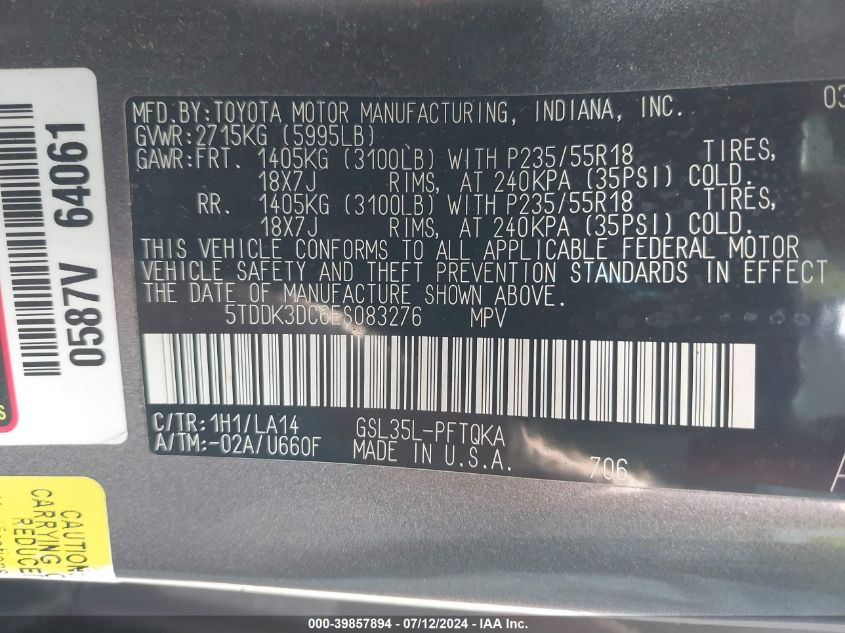 MFD.BY:TOYOTA MOTOR MANUFACTURING, INDIANA, INC. 03
GVWR:2715KG (5995LB)
GAWR:FRT. 1405KG (3100LB) WITH P235/55R18 TIRES,
18X7J RIMS, AT 240KPA (35PSI) COLD.
RR. 1405KG (3100LB) WITH P235/55R18 TIRES,
18X7J RIMS, AT 240KPA (35PSI) COLD.
THIS VEHICLE CONFORMS TO ALL APPLICABLE FEDERAL MOTOR
VEHICLE SAFETY AND THEFT PREVENTION STANDARDS IN EFFECT
THE DATE OF MANUFACTURE SHOWN ABOVE.
5TDDK3DC6ES083276 MPV
C/TR:1H1/LA14 GSL35L-PFTQKA
A/TM:-02A/U660F MADE IN U.S.A. 706
A
0587V 64061
S
CAUTION
CARRYING C
REDUCE
000-39857894 - 07/12/2024 - IAA Inc.